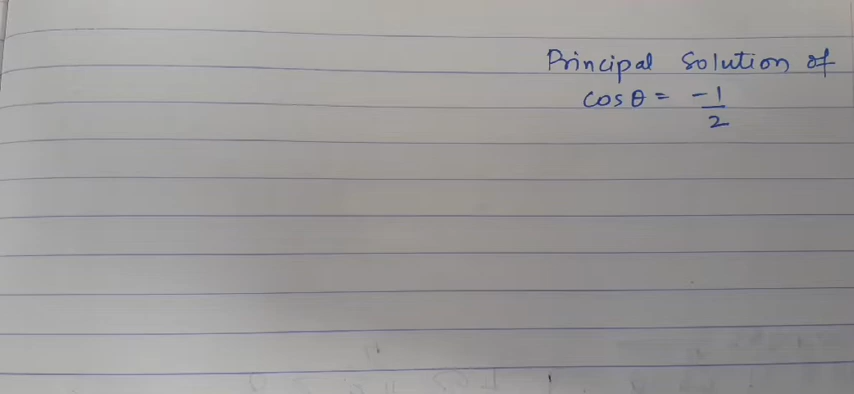 Principal Solution of
cos θ = -1/2